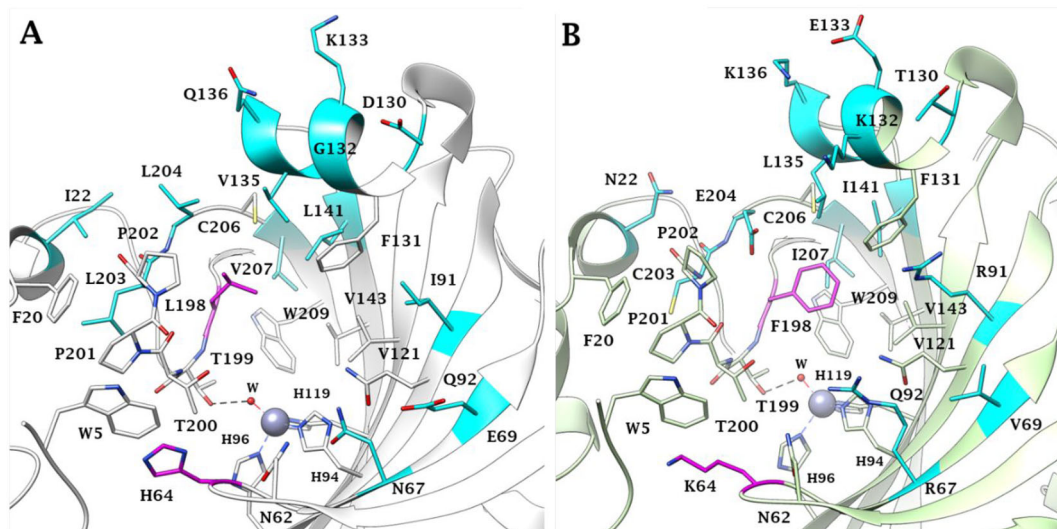 A
K133
Q136
D130
G132
L204
V135
I22
L141
P202
C206
F131
L203
V207
I91
L198
F20
W209
V143
P201
T199
V121
Q92
W
H119
W5
T200
E69
H96
H94
H64
N67
N62
B
E133
K136
T130
K132
L135
N22
E204
I141
F131
C206
P202
I207
R91
C203
W209
V143
P201
F198
F20
V121
W
H119
Q92
T199
V69
W5
T200
H94
K64
H96
R67
N62